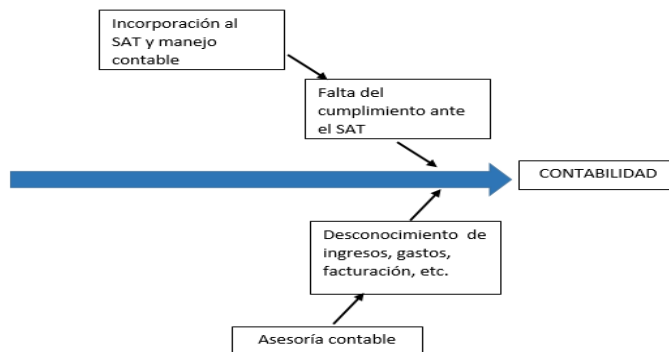 Incorporación al
SAT y manejo
contable
Falta del
cumplimiento ante
el SAT
CONTABILIDAD
Desconocimiento de
ingresos, gastos,
facturación, etc.
Asesoría contable